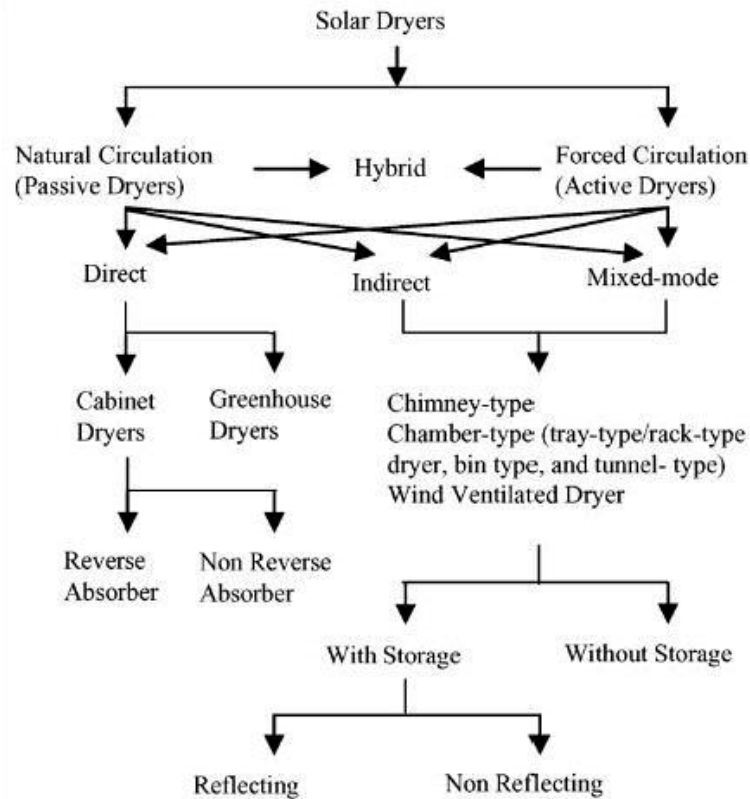 Solar Dryers
Natural Circulation
(Passive Dryers)
Hybrid
Forced Circulation
(Active Dryers)
Direct
Indirect
Mixed-mode
Cabinet
Dryers
Greenhouse
Dryers
Chimney-type
Chamber-type (tray-type/rack-type
dryer, bin type, and tunnel- type)
Wind Ventilated Dryer
Reverse
Absorber
Non Reverse
Absorber
With Storage
Without Storage
Reflecting
Non Reflecting